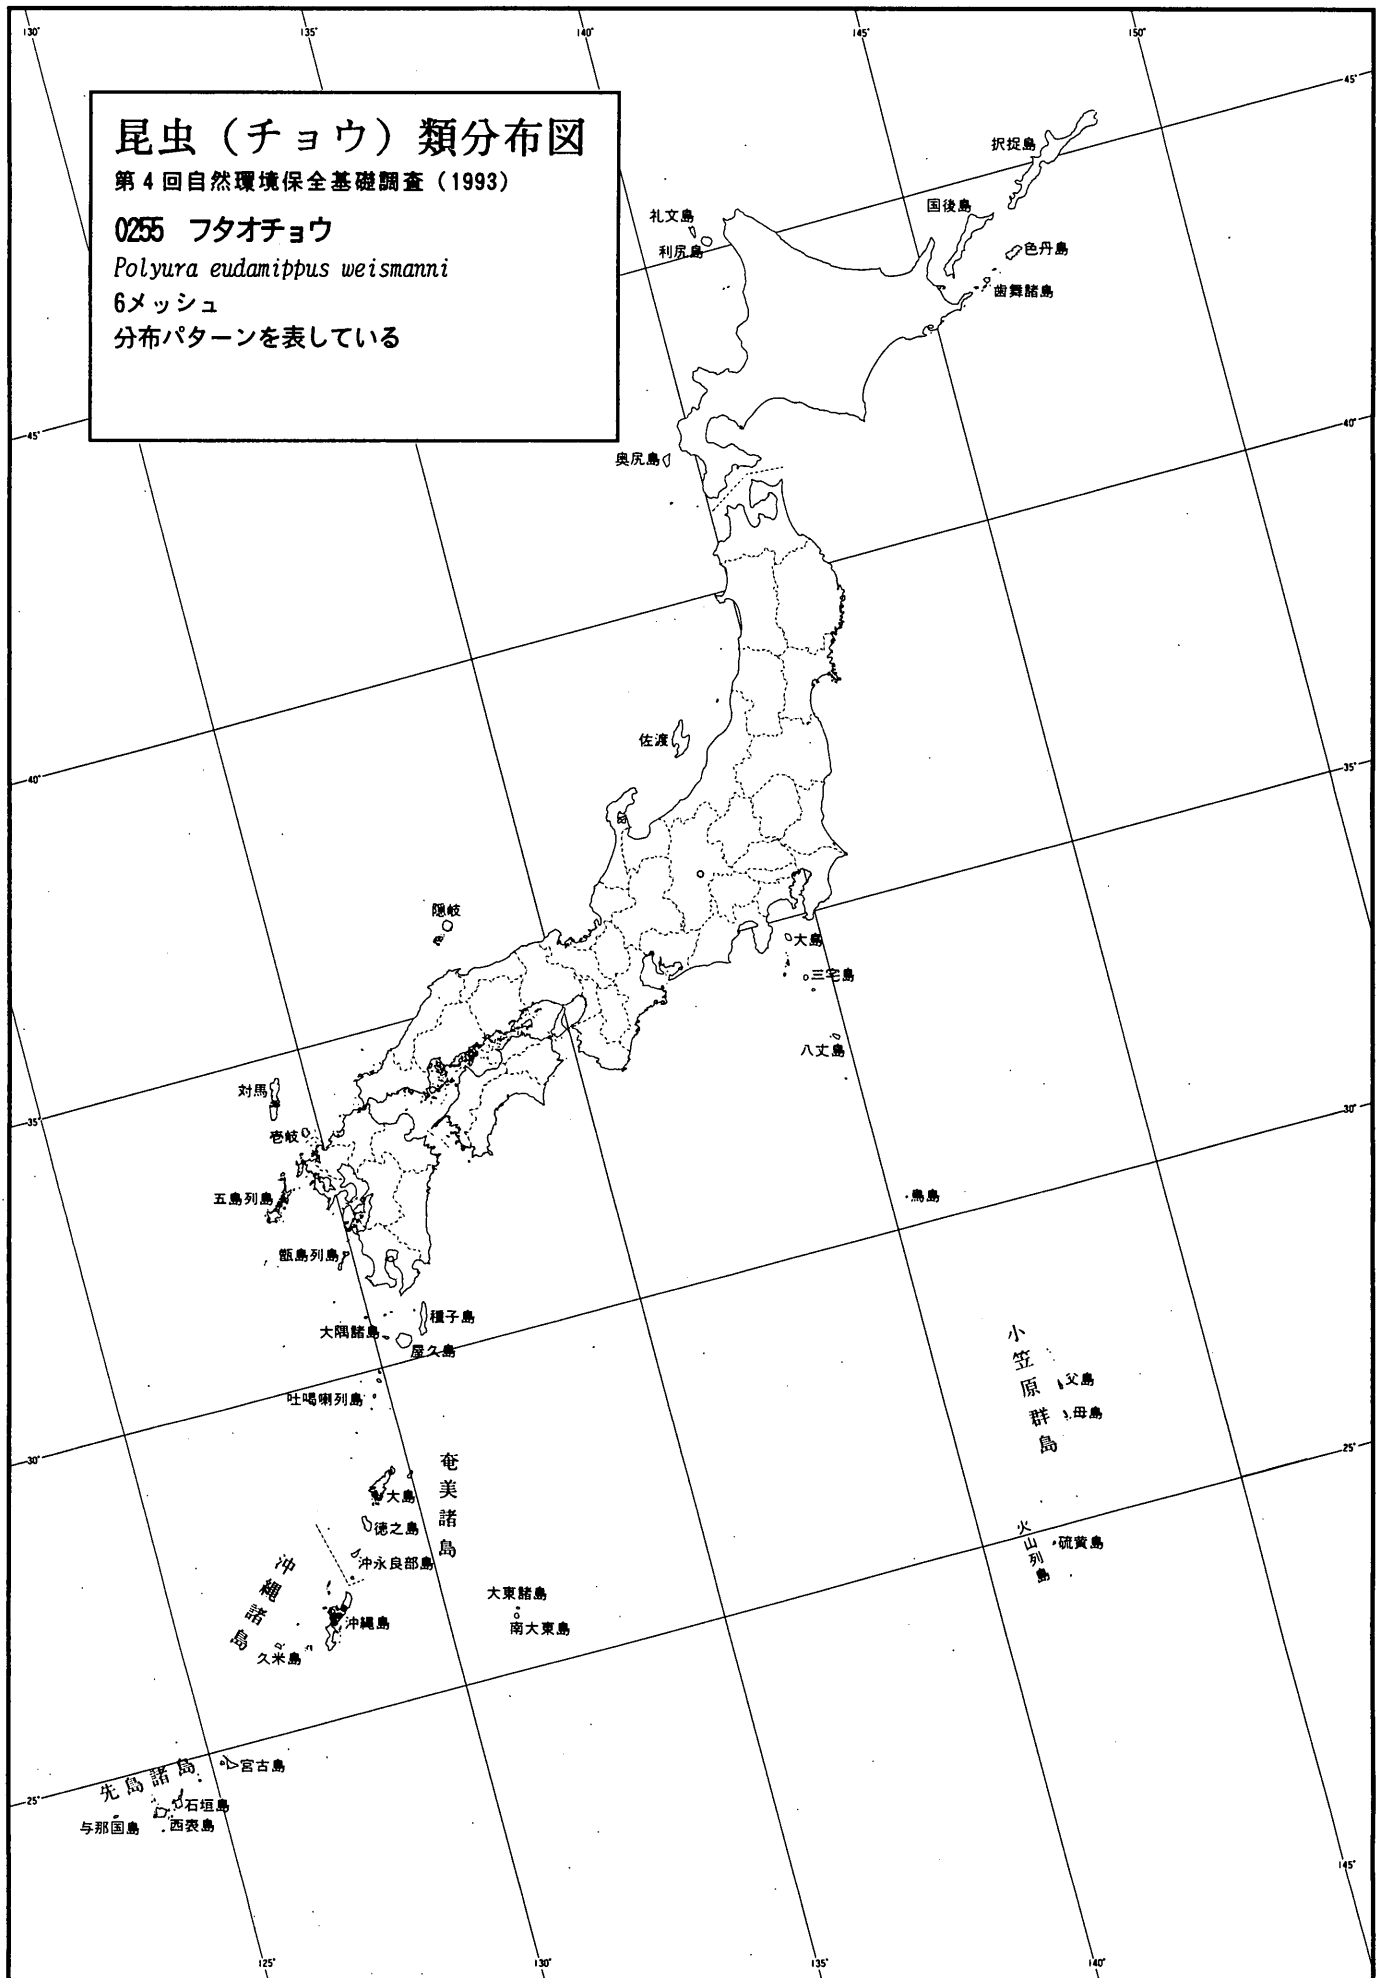 130°
135°
140°
145°
150°
昆虫（チョウ）類分布図
第4回自然環境保全基礎調査（1993）
0255 フタオチョウ
Polyura eudamippus weismanni
6メッシュ
分布パターンを表している
45°
択捉島
国後島
色丹島
歯舞諸島
礼文島
利尻島
45°
40°
奥尻島
佐渡
40°
35°
隠岐
大島
三宅島
八丈島
対馬
壱岐
35°
30°
五島列島
甑島列島
鳥島
種子島
大隅諸島
屋久島
吐噶喇列島
小笠原群島
父島
母島
30°
25°
奄美諸島
大島
徳之島
沖永良部島
火山列島
硫黄島
沖縄諸島
沖縄島
久米島
大東諸島
南大東島
先島諸島
宮古島
石垣島
西表島
与那国島
25°
145°
125°
130°
135°
140°